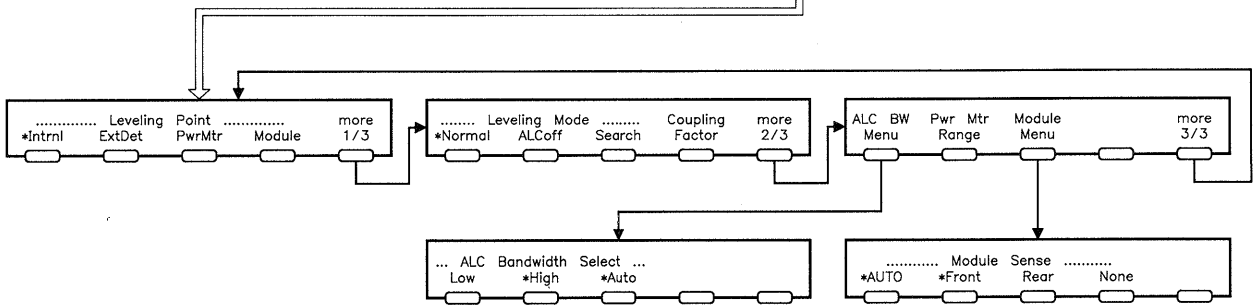 ............. Leveling Point ............. more
*Intrnl ExtDet PwrMtr Module 1/3
........ Leveling Mode ......... Coupling more
*Normal ALCoff Search Factor 2/3
ALC BW Pwr Mtr Module more
Menu Range Menu 3/3
... ALC Bandwidth Select ...
Low *High *Auto
............ Module Sense ...........
*AUTO *Front Rear None